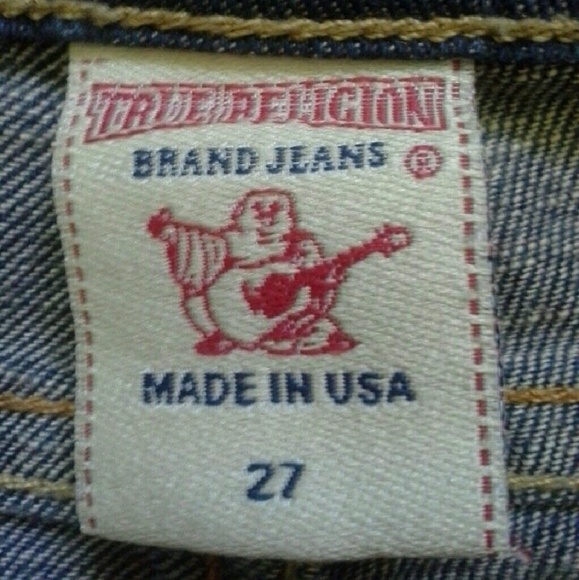 TRUE RELIGION
BRAND JEANS ®
MADE IN USA
27